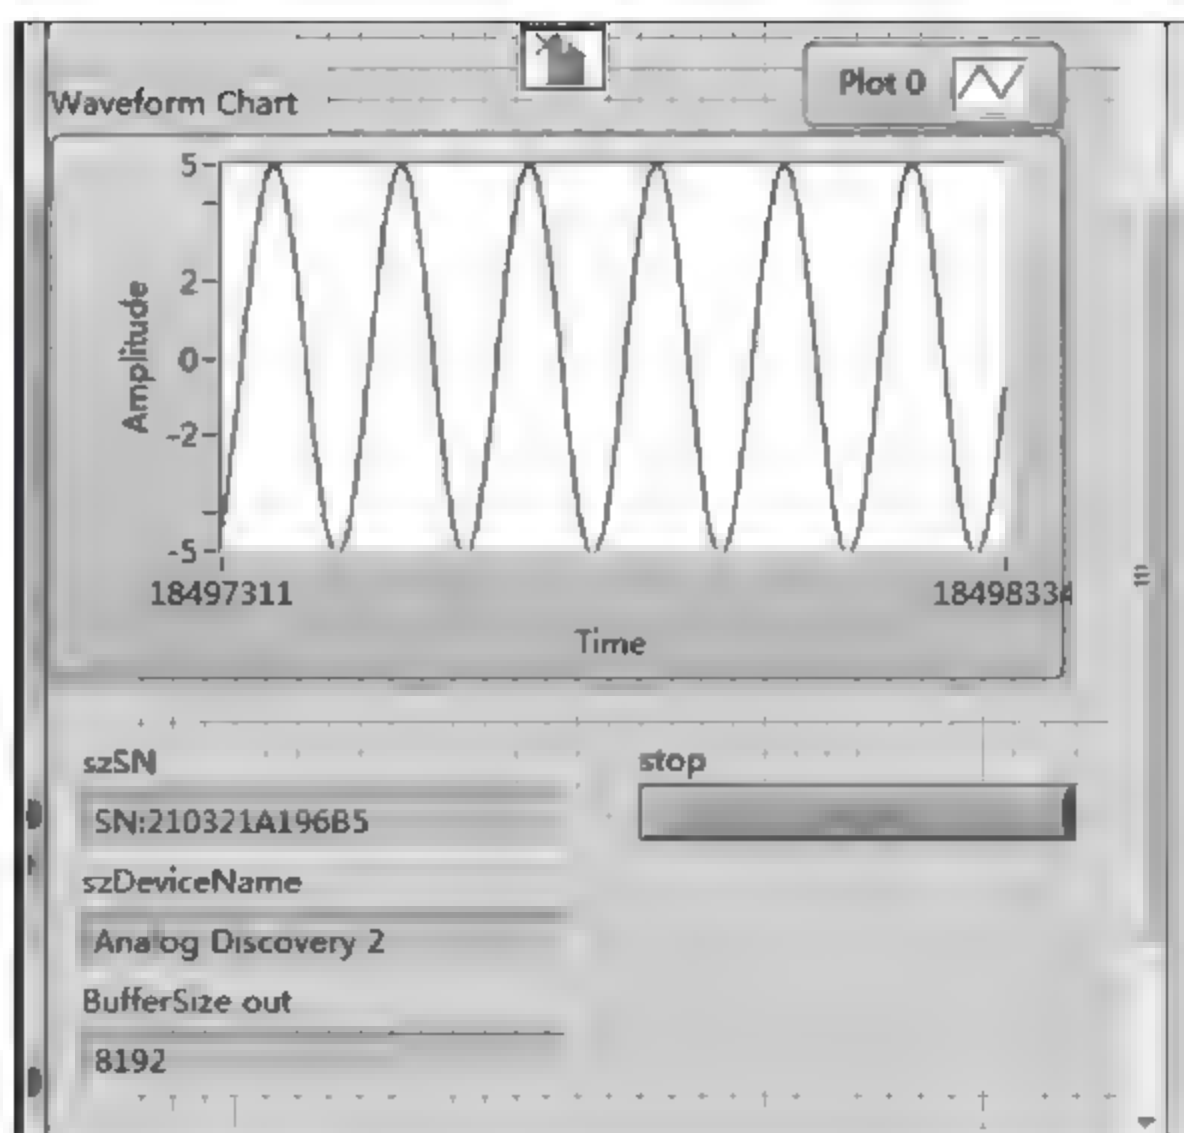 Plot 0
Waveform Chart
5
2
0
-2
-5
Amplitude
18497311
18498334
Time
szSN
stop
SN:210321A196B5
szDeviceName
Analog Discovery 2
BufferSize out
8192